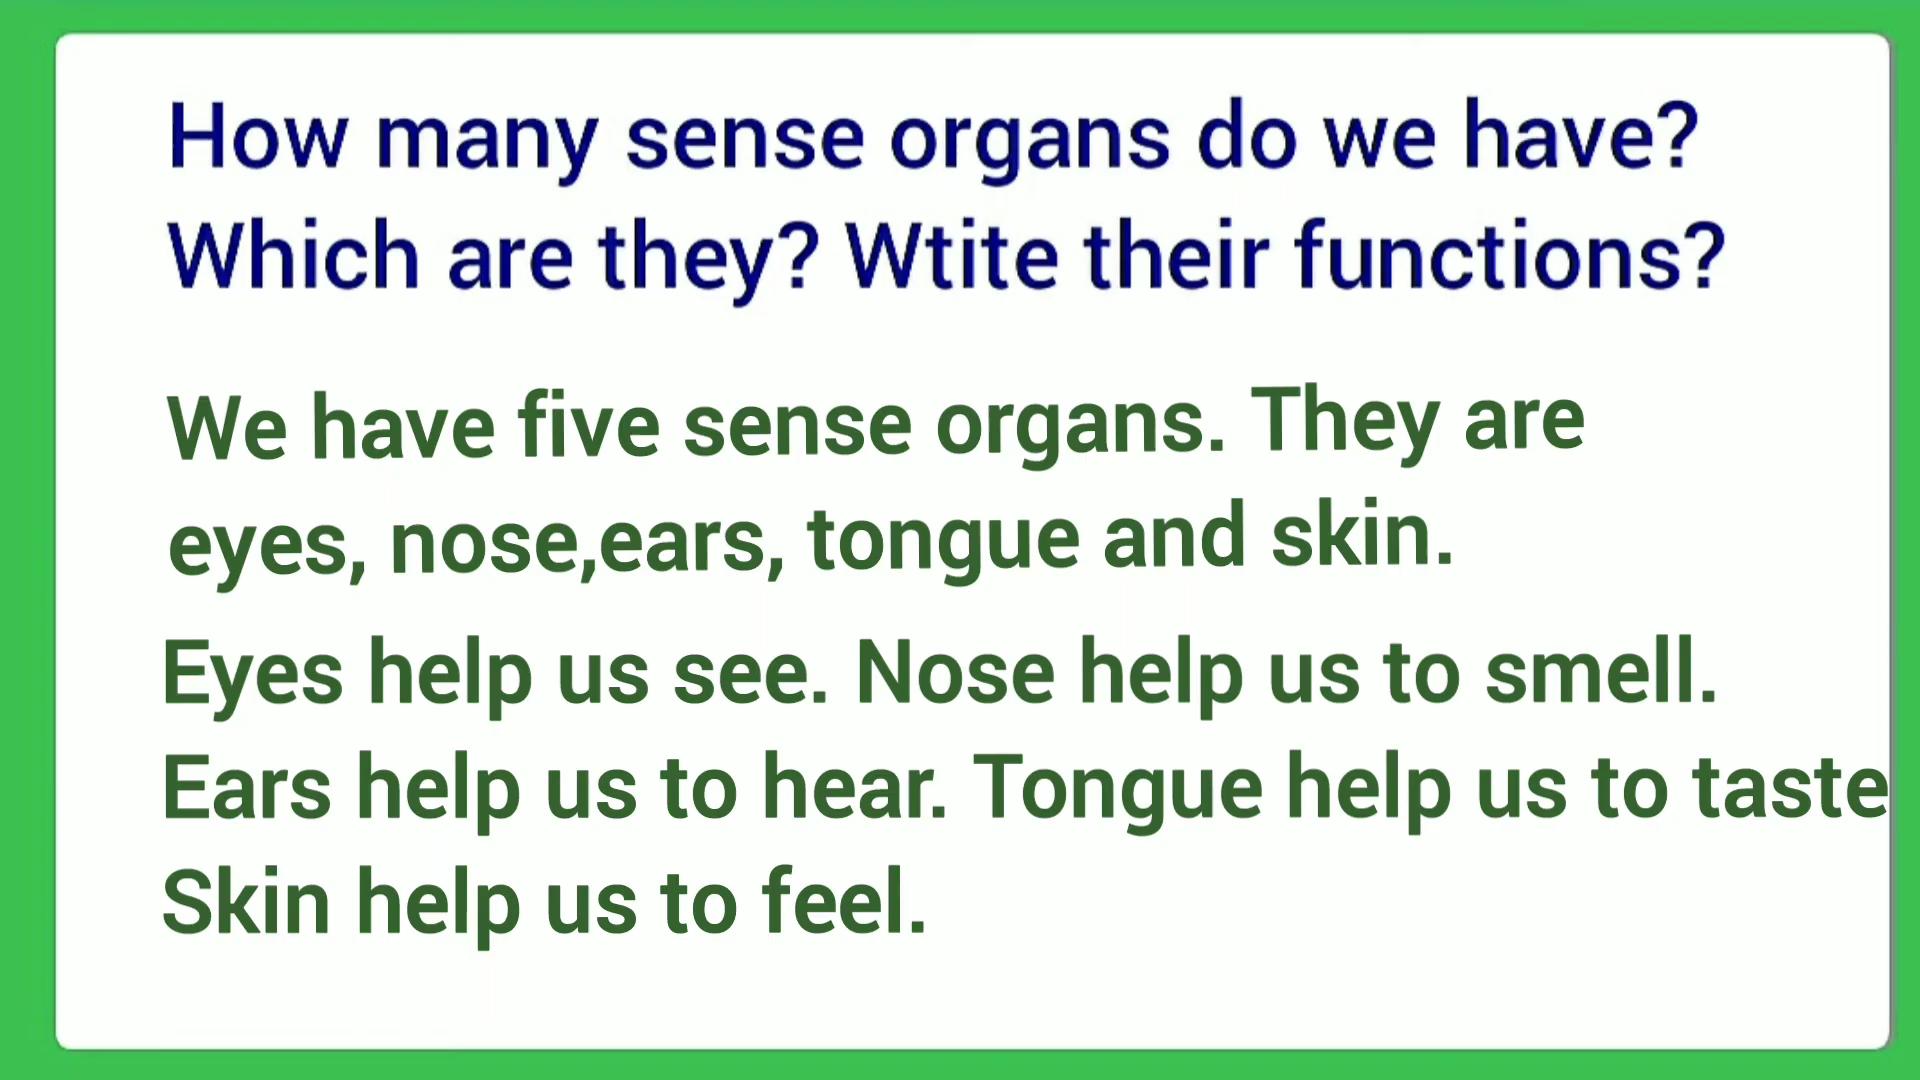 How many sense organs do we have?
Which are they? Wtite their functions?
We have five sense organs. They are
eyes, nose,ears, tongue and skin.
Eyes help us see. Nose help us to smell.
Ears help us to hear. Tongue help us to taste
Skin help us to feel.